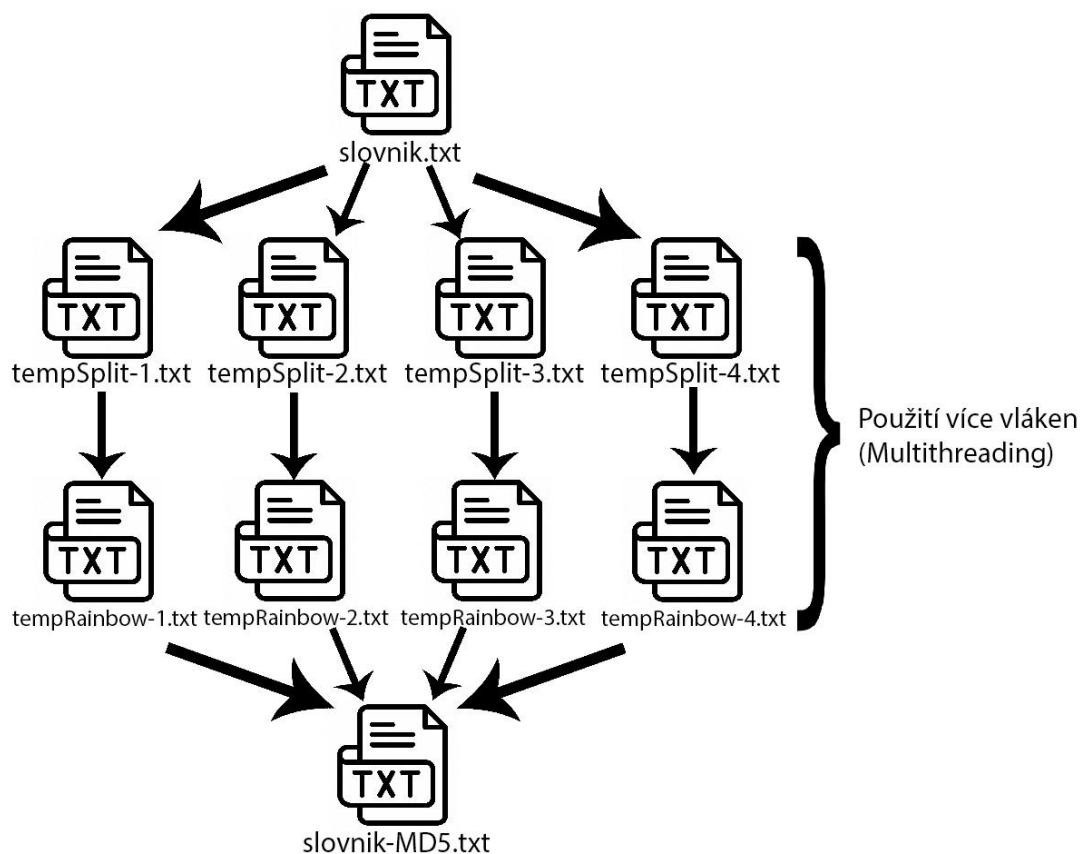 TXT
slovnik.txt
TXT TXT TXT TXT
tempSplit-1.txt tempSplit-2.txt tempSplit-3.txt tempSplit-4.txt
Použití více vláken
(Multithreading)
TXT TXT TXT TXT
tempRainbow-1.txt tempRainbow-2.txt tempRainbow-3.txt tempRainbow-4.txt
TXT
slovnik-MD5.txt